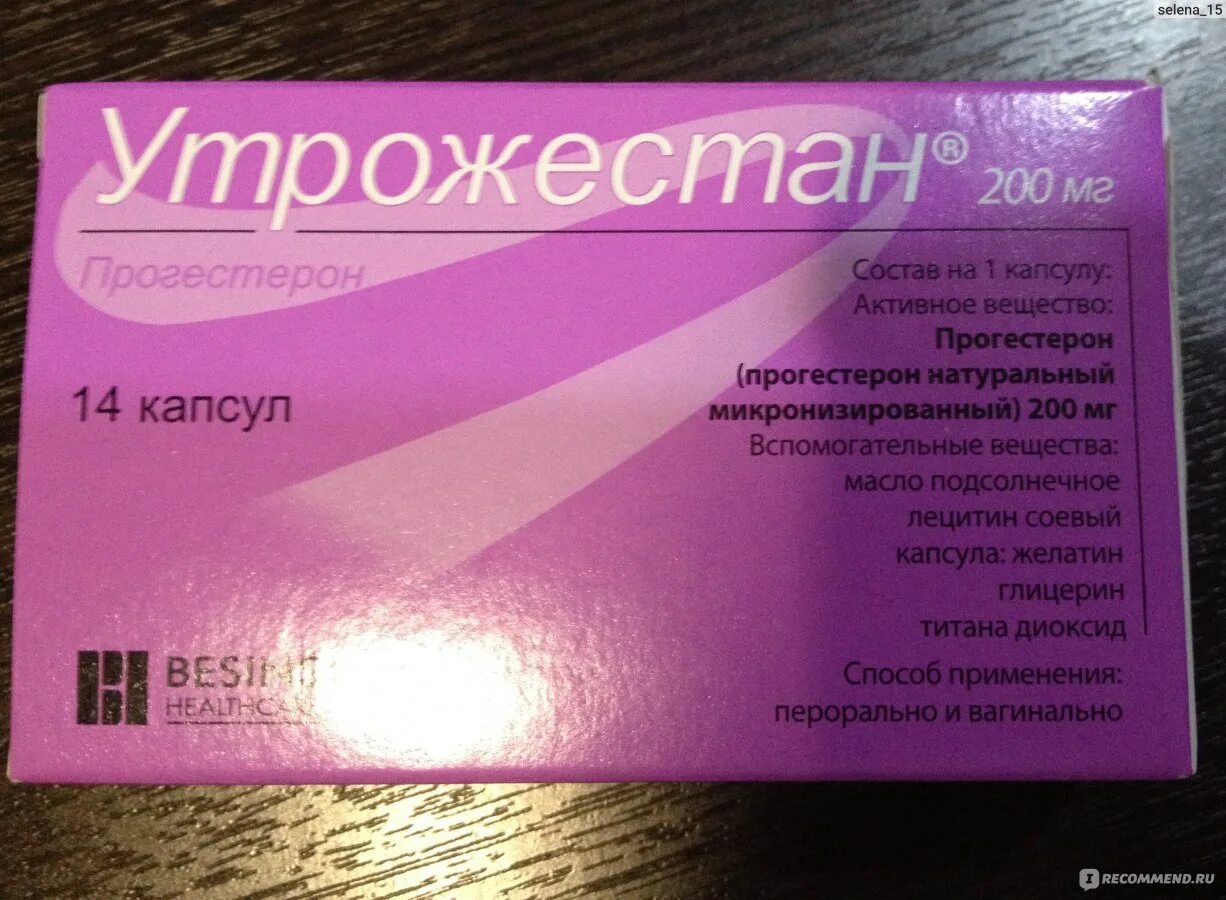 selena_15
Утрожестан® 200 мг
Прогестерон
14 капсул
Состав на 1 капсулу:
Активное вещество:
Прогестерон
(прогестерон натуральный
микронизированный) 200 мг
Вспомогательные вещества:
масло подсолнечное
лецитин соевый
капсула: желатин
глицерин
титана диоксид
Способ применения:
перорально и вагинально
IRECOMMEND.RU